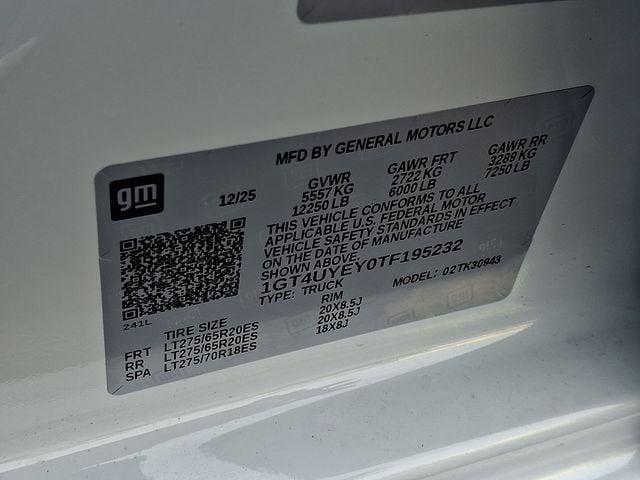 MFD BY GENERAL MOTORS LLC
gm
12/25
GVWR
5557 KG
12250 LB
GAWR FRT
2722 KG
6000 LB
GAWR RR
3289 KG
7250 LB
THIS VEHICLE CONFORMS TO ALL
APPLICABLE U.S. FEDERAL MOTOR
VEHICLE SAFETY STANDARDS IN EFFECT
ON THE DATE OF MANUFACTURE
SHOWN ABOVE.
1GT4UYEY0TF195232
TYPE: TRUCK
MODEL: 02TK30943
241L
TIRE SIZE RIM
FRT LT275/65R20ES 20X8.5J
RR LT275/65R20ES 20X8.5J
SPA LT275/70R18ES 18X8J